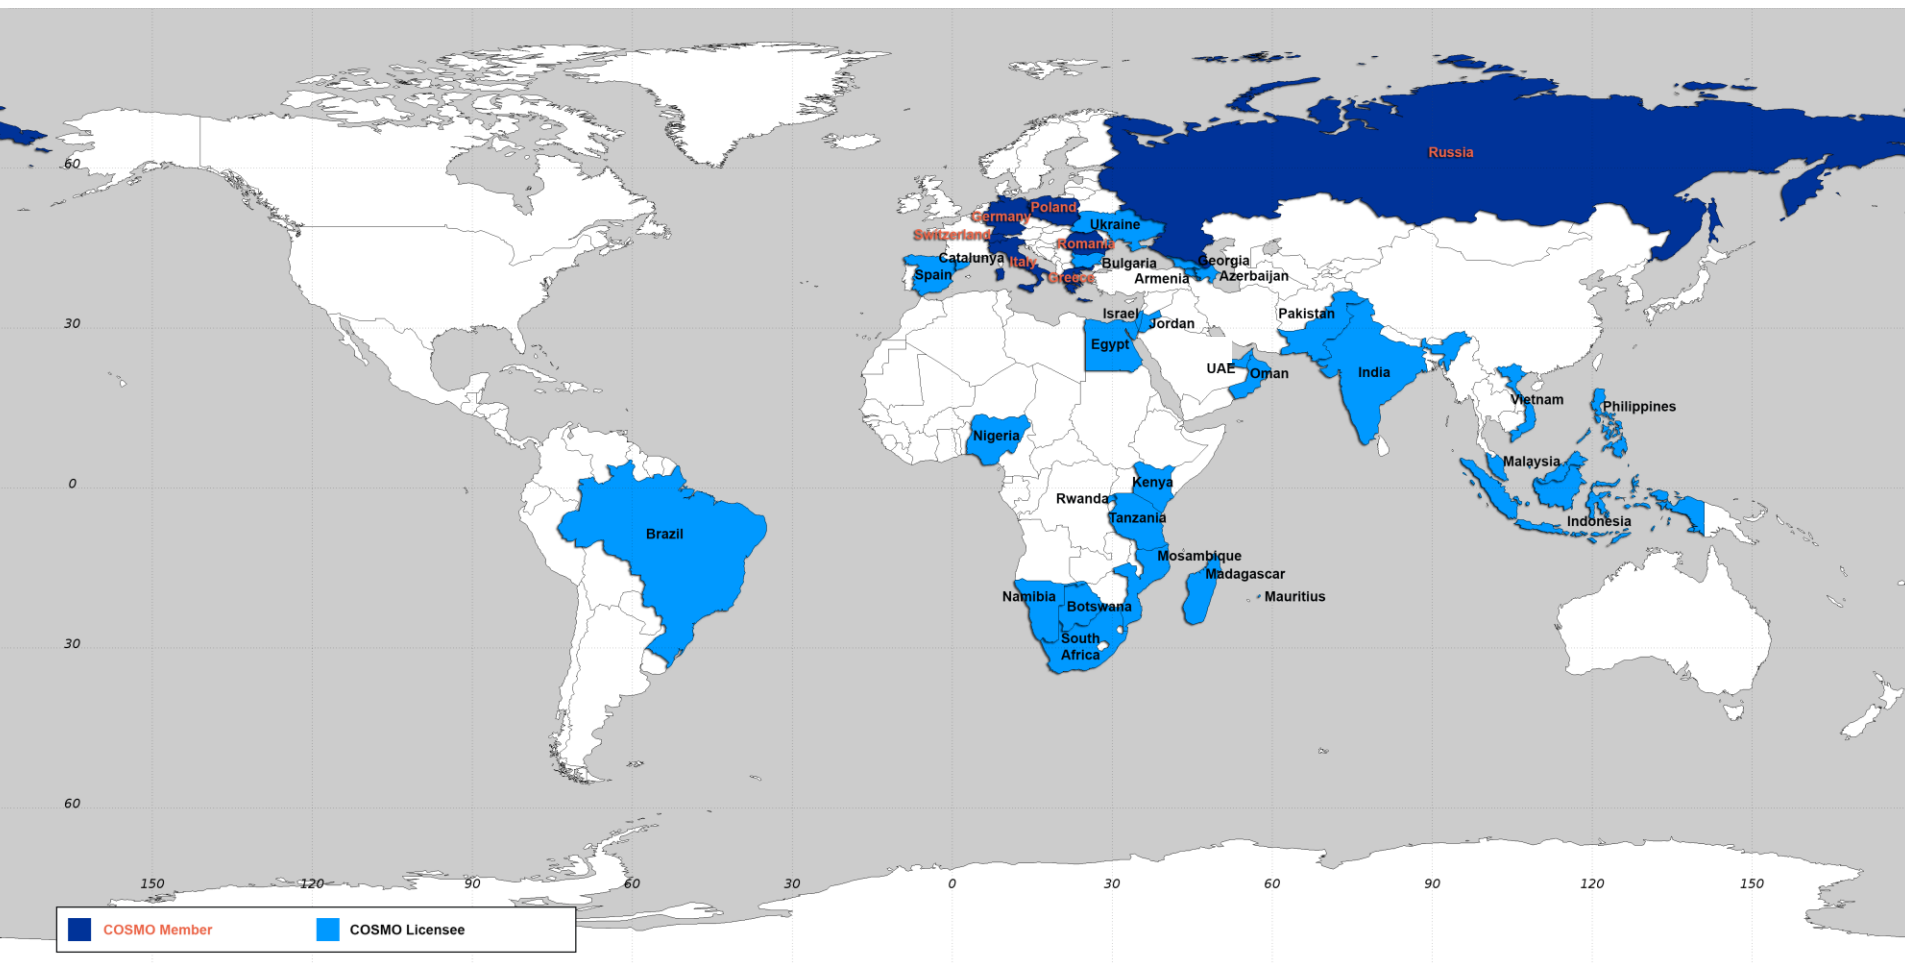 60
Russia
Poland
Germany
Ukraine
Switzerland
Romania
Catalunya
Italy
Bulgaria
Georgia
Spain
Greece
Armenia
Azerbaijan
30
Israel
Jordan
Pakistan
Egypt
UAE
Oman
India
Vietnam
Philippines
Nigeria
Malaysia
0
Kenya
Rwanda
Tanzania
Indonesia
Brazil
Mosambique
Madagascar
Namibia
Botswana
Mauritius
South
Africa
30
60
150
120
90
60
30
0
30
60
90
120
150
COSMO Member
COSMO Licensee